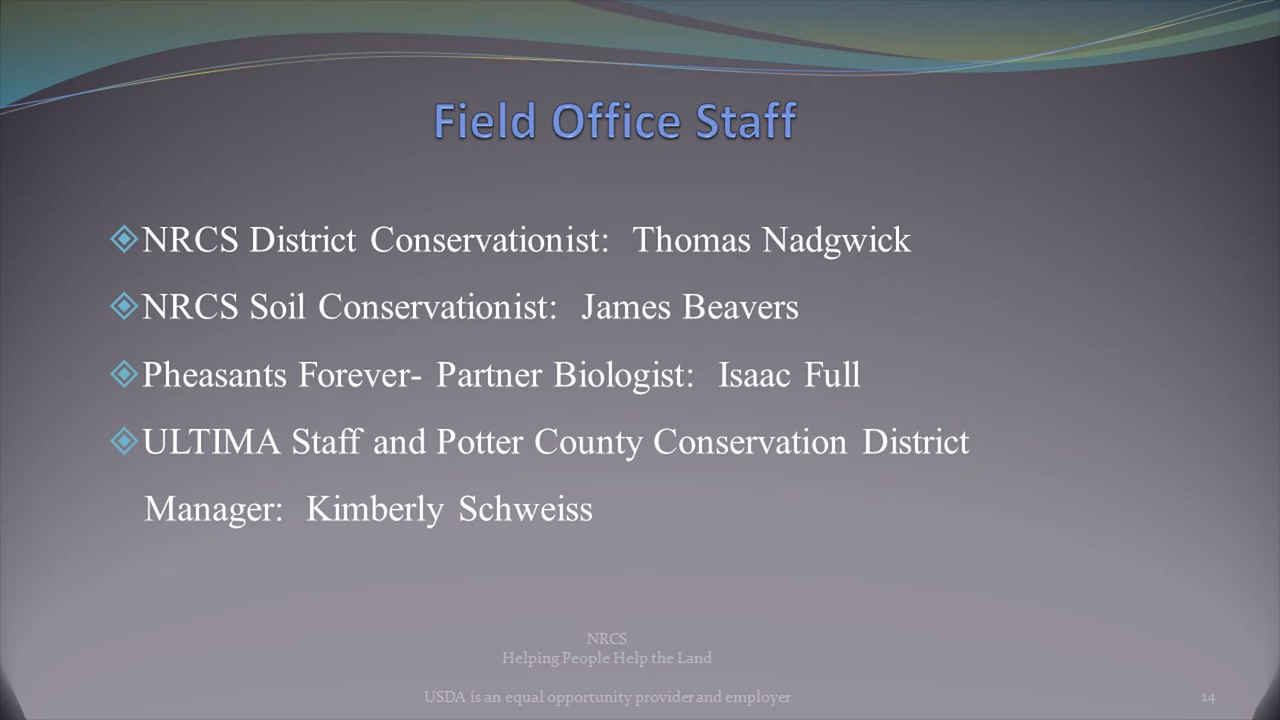 Field Office Staff
NRCS District Conservationist: Thomas Nadgwick
NRCS Soil Conservationist: James Beavers
Pheasants Forever- Partner Biologist: Isaac Full
ULTIMA Staff and Potter County Conservation District
Manager: Kimberly Schweiss
NRCS
Helping People Help the Land
USDA is an equal opportunity provider and employer
14